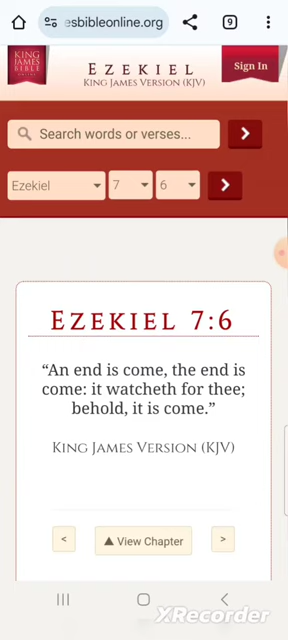 esbibleonline.org
9
KING
JAMES
BIBLE
ONLINE
EZEKIEL
KING JAMES VERSION (KJV)
Sign In
Search words or verses...
Ezekiel 7 6
EZEKIEL 7:6
“An end is come, the end is
come: it watcheth for thee;
behold, it is come.”
KING JAMES VERSION (KJV)
< ▲ View Chapter >
XRecorder